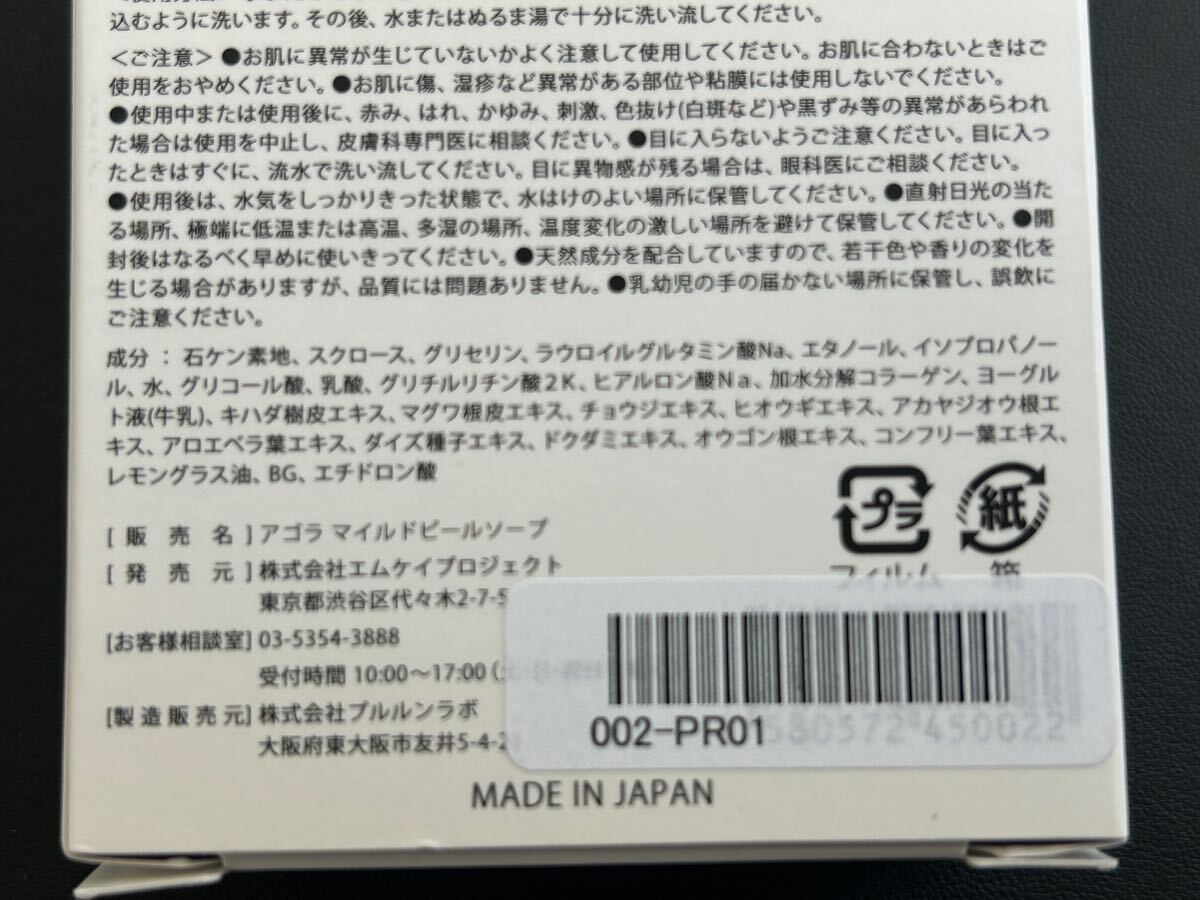 込むように洗います。その後、水またはぬるま湯で十分に洗い流してください。
＜ご注意＞ ●お肌に異常が生じていないかよく注意して使用してください。お肌に合わないときはご
使用をおやめください。●お肌に傷、湿疹など異常がある部位や粘膜には使用しないでください。
●使用中または使用後に、赤み、はれ、かゆみ、刺激、色抜け(白斑など)や黒ずみ等の異常があらわれ
た場合は使用を中止し、皮膚科専門医に相談ください。●目に入らないようご注意ください。目に入っ
たときはすぐに、流水で洗い流してください。目に異物感が残る場合は、眼科医にご相談ください。
●使用後は、水気をしっかりきった状態で、水はけのよい場所に保管してください。●直射日光の当た
る場所、極端に低温または高温、多湿の場所、温度変化の激しい場所を避けて保管してください。●開
封後はなるべく早めに使いきってください。●天然成分を配合していますので、若干色や香りの変化を
生じる場合がありますが、品質には問題ありません。●乳幼児の手の届かない場所に保管し、誤飲に
ご注意ください。
成分 ： 石ケン素地、スクロース、グリセリン、ラウロイルグルタミン酸Na、エタノール、イソプロパノー
ル、水、グリコール酸、乳酸、グリチルリチン酸２K、ヒアルロン酸Ｎａ、加水分解コラーゲン、ヨーグル
ト液(牛乳)、キハダ樹皮エキス、マグワ根皮エキス、チョウジエキス、ヒオウギエキス、アカヤジオウ根エ
キス、アロエベラ葉エキス、ダイズ種子エキス、ドクダミエキス、オウゴン根エキス、コンフリー葉エキス、
レモングラス油、BG、エチドロン酸
プラ
紙
フィルム
箱
[ 販 売 名 ] アゴラ マイルドピールソープ
[ 発 売 元 ] 株式会社エムケイプロジェクト
東京都渋谷区代々木2-7-5
[お客様相談室] 03-5354-3888
受付時間 10:00〜17:00
[製造販売元] 株式会社プルルンラボ
大阪府東大阪市友井5-4-21
002-PR01
580572 450022
MADE IN JAPAN